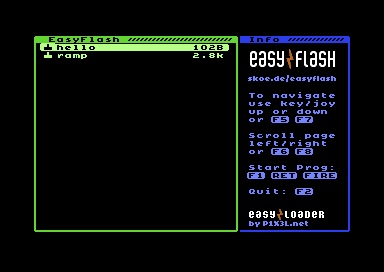 EasyFlash
hello 102B
ramp 2.8k
Info
easy FLASH
skoe.de/easyflash
To navigate
use key/joy
up or down
or F5 F7
Scroll page
left/right
or F6 F8
Start Prog:
F1 RET FIRE
Quit: F2
easy LOADER
by P1X3L.net